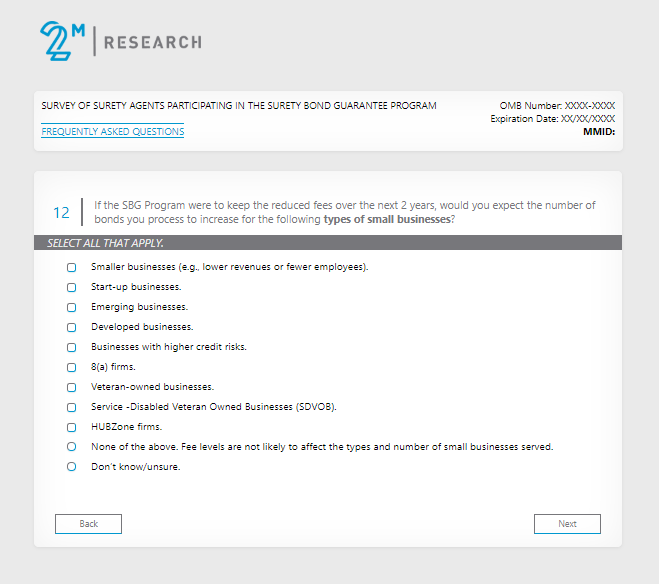 2M RESEARCH
SURVEY OF SURETY AGENTS PARTICIPATING IN THE SURETY BOND GUARANTEE PROGRAM
OMB Number: XXXX-XXXX
Expiration Date: XX/XX/XXXX
FREQUENTLY ASKED QUESTIONS
MMID:
12
If the SBG Program were to keep the reduced fees over the next 2 years, would you expect the number of
bonds you process to increase for the following types of small businesses?
SELECT ALL THAT APPLY.
Smaller businesses (e.g., lower revenues or fewer employees).
Start-up businesses.
Emerging businesses.
Developed businesses.
Businesses with higher credit risks.
8(a) firms.
Veteran-owned businesses.
Service -Disabled Veteran Owned Businesses (SDVOB).
HUBZone firms.
None of the above. Fee levels are not likely to affect the types and number of small businesses served.
Don't know/unsure.
Back
Next